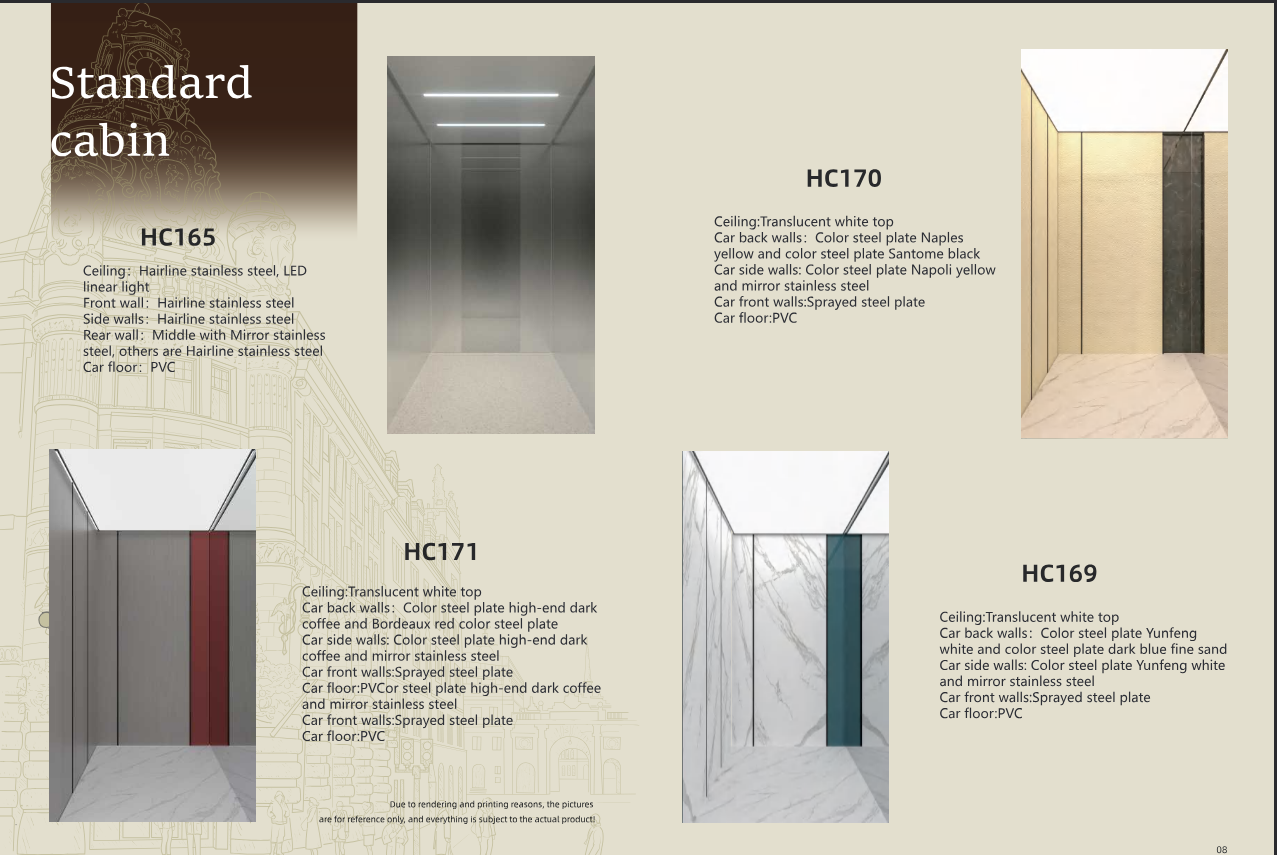 Standard
cabin
HC165
Ceiling：Hairline stainless steel, LED
linear light
Front wall：Hairline stainless steel
Side walls：Hairline stainless steel
Rear wall：Middle with Mirror stainless
steel, others are Hairline stainless steel
Car floor：PVC
HC170
Ceiling:Translucent white top
Car back walls：Color steel plate Naples
yellow and color steel plate Santome black
Car side walls: Color steel plate Napoli yellow
and mirror stainless steel
Car front walls:Sprayed steel plate
Car floor:PVC
HC171
Ceiling:Translucent white top
Car back walls：Color steel plate high-end dark
coffee and Bordeaux red color steel plate
Car side walls: Color steel plate high-end dark
coffee and mirror stainless steel
Car front walls:Sprayed steel plate
Car floor:PVCor steel plate high-end dark coffee
and mirror stainless steel
Car front walls:Sprayed steel plate
Car floor:PVC
HC169
Ceiling:Translucent white top
Car back walls：Color steel plate Yunfeng
white and color steel plate dark blue fine sand
Car side walls: Color steel plate Yunfeng white
and mirror stainless steel
Car front walls:Sprayed steel plate
Car floor:PVC
Due to rendering and printing reasons, the pictures
are for reference only, and everything is subject to the actual product!
08